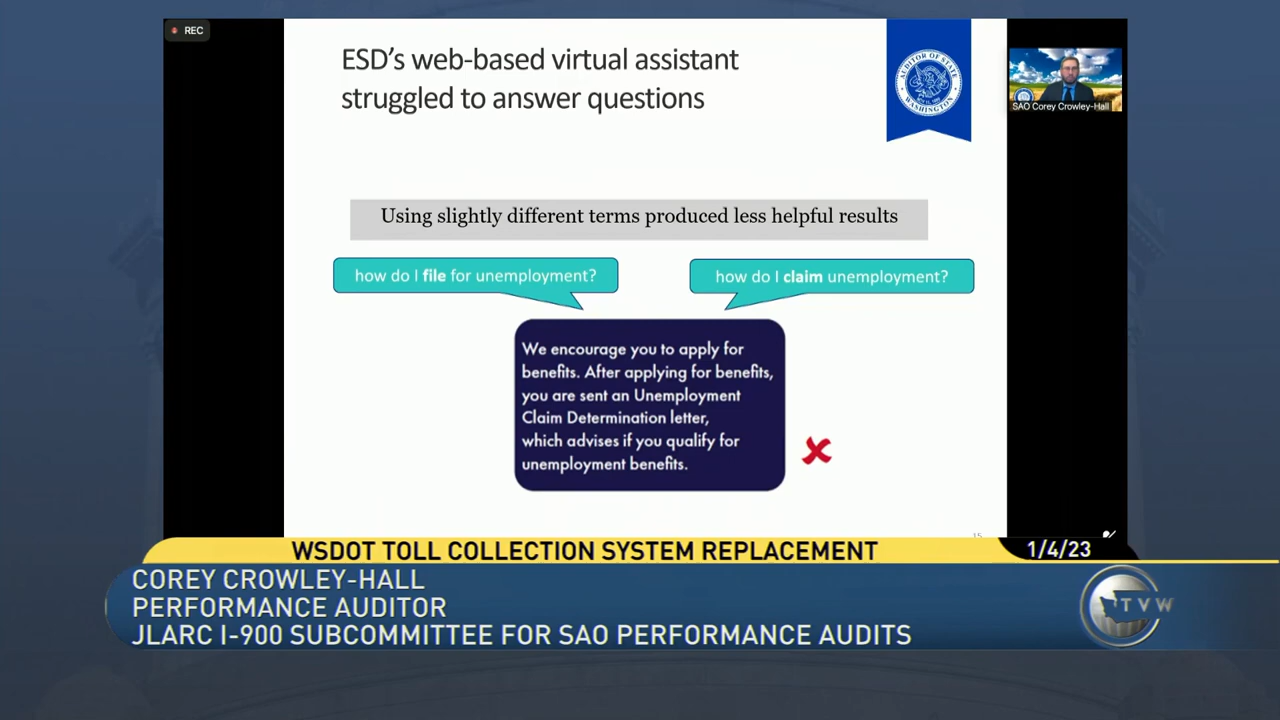 REC
ESD's web-based virtual assistant
struggled to answer questions
AUDITOR OF STATE
WASHINGTON
SAO Corey Crowley-Hall
Using slightly different terms produced less helpful results
how do I file for unemployment?
how do I claim unemployment?
We encourage you to apply for
benefits. After applying for benefits,
you are sent an Unemployment
Claim Determination letter,
which advises if you qualify for
unemployment benefits.
WSDOT TOLL COLLECTION SYSTEM REPLACEMENT
1/4/23
COREY CROWLEY-HALL
PERFORMANCE AUDITOR
JLARC I-900 SUBCOMMITTEE FOR SAO PERFORMANCE AUDITS
TVW